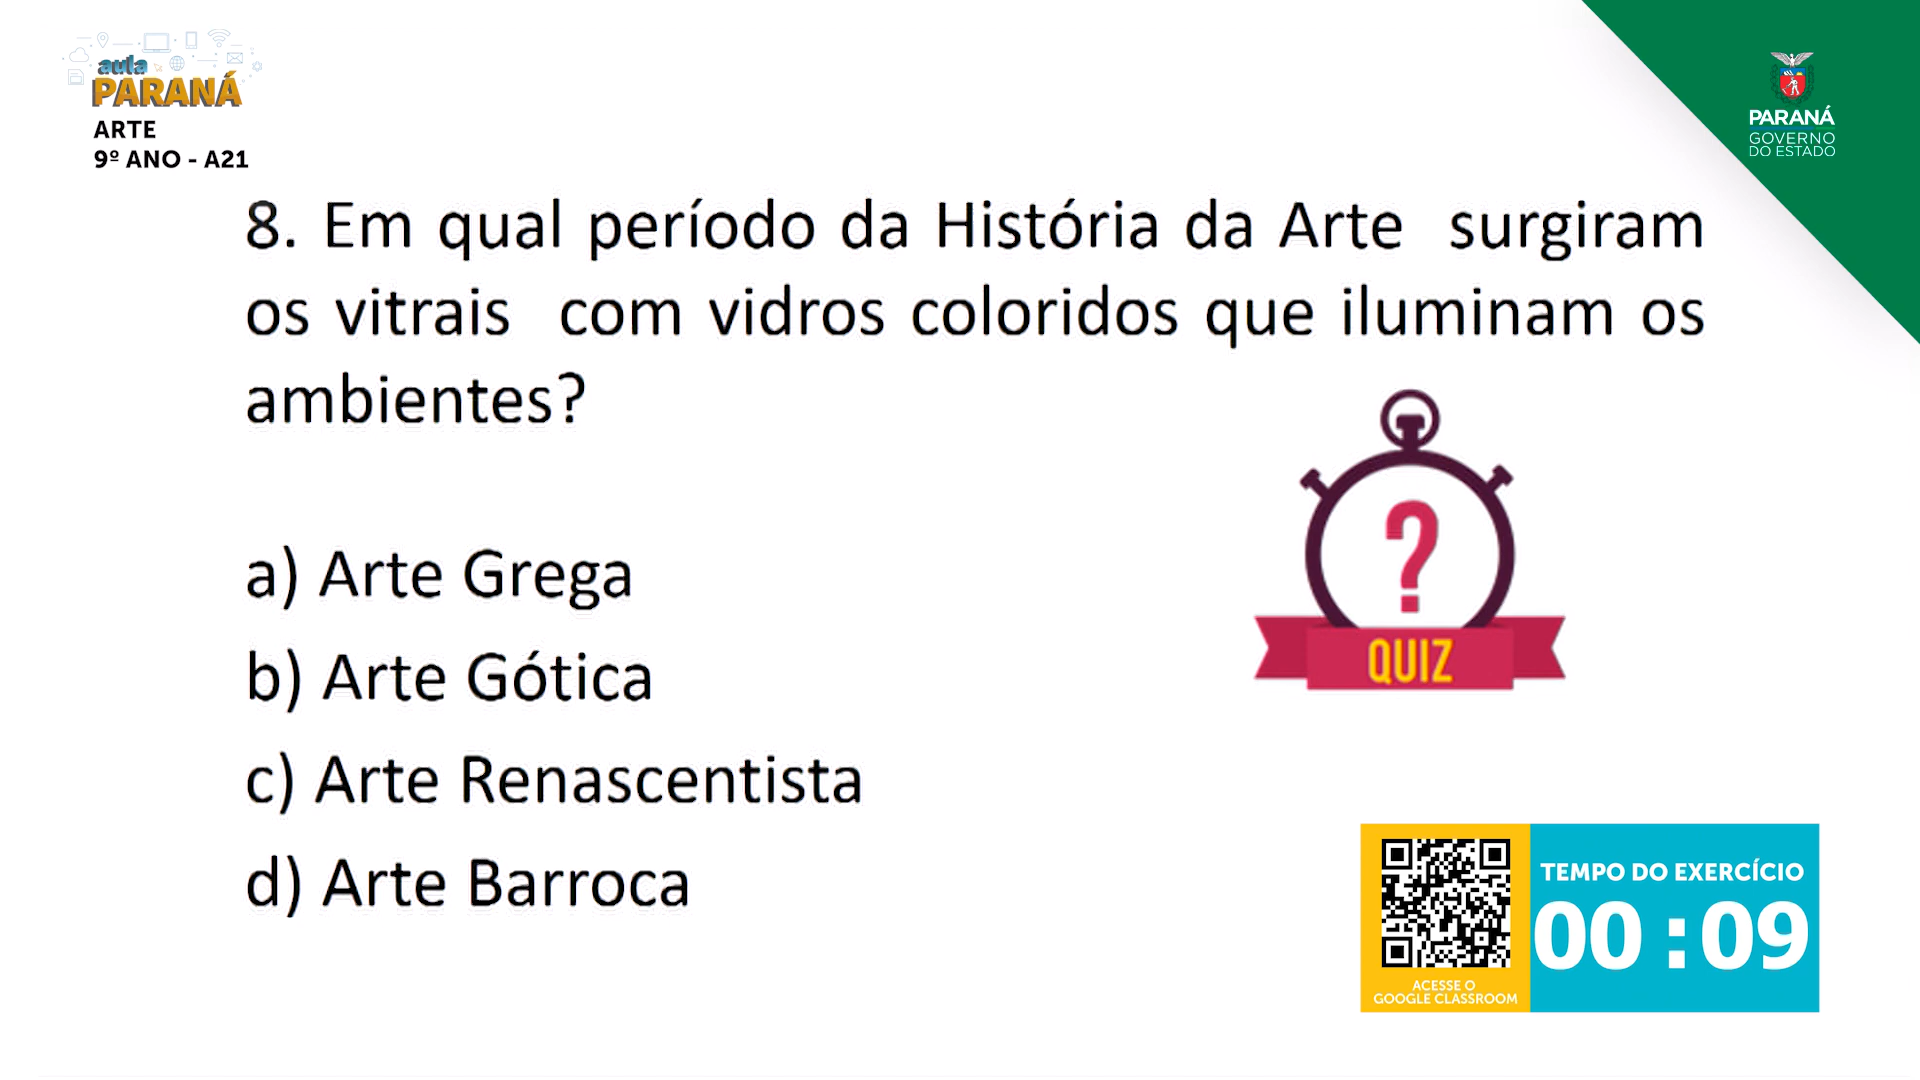 aula
PARANÁ
ARTE
9º ANO - A21
PARANÁ
GOVERNO
DO ESTADO
8. Em qual período da História da Arte surgiram
os vitrais com vidros coloridos que iluminam os
ambientes?
?
QUIZ
a) Arte Grega
b) Arte Gótica
c) Arte Renascentista
d) Arte Barroca
TEMPO DO EXERCÍCIO
00:09
ACESSE O
GOOGLE CLASSROOM